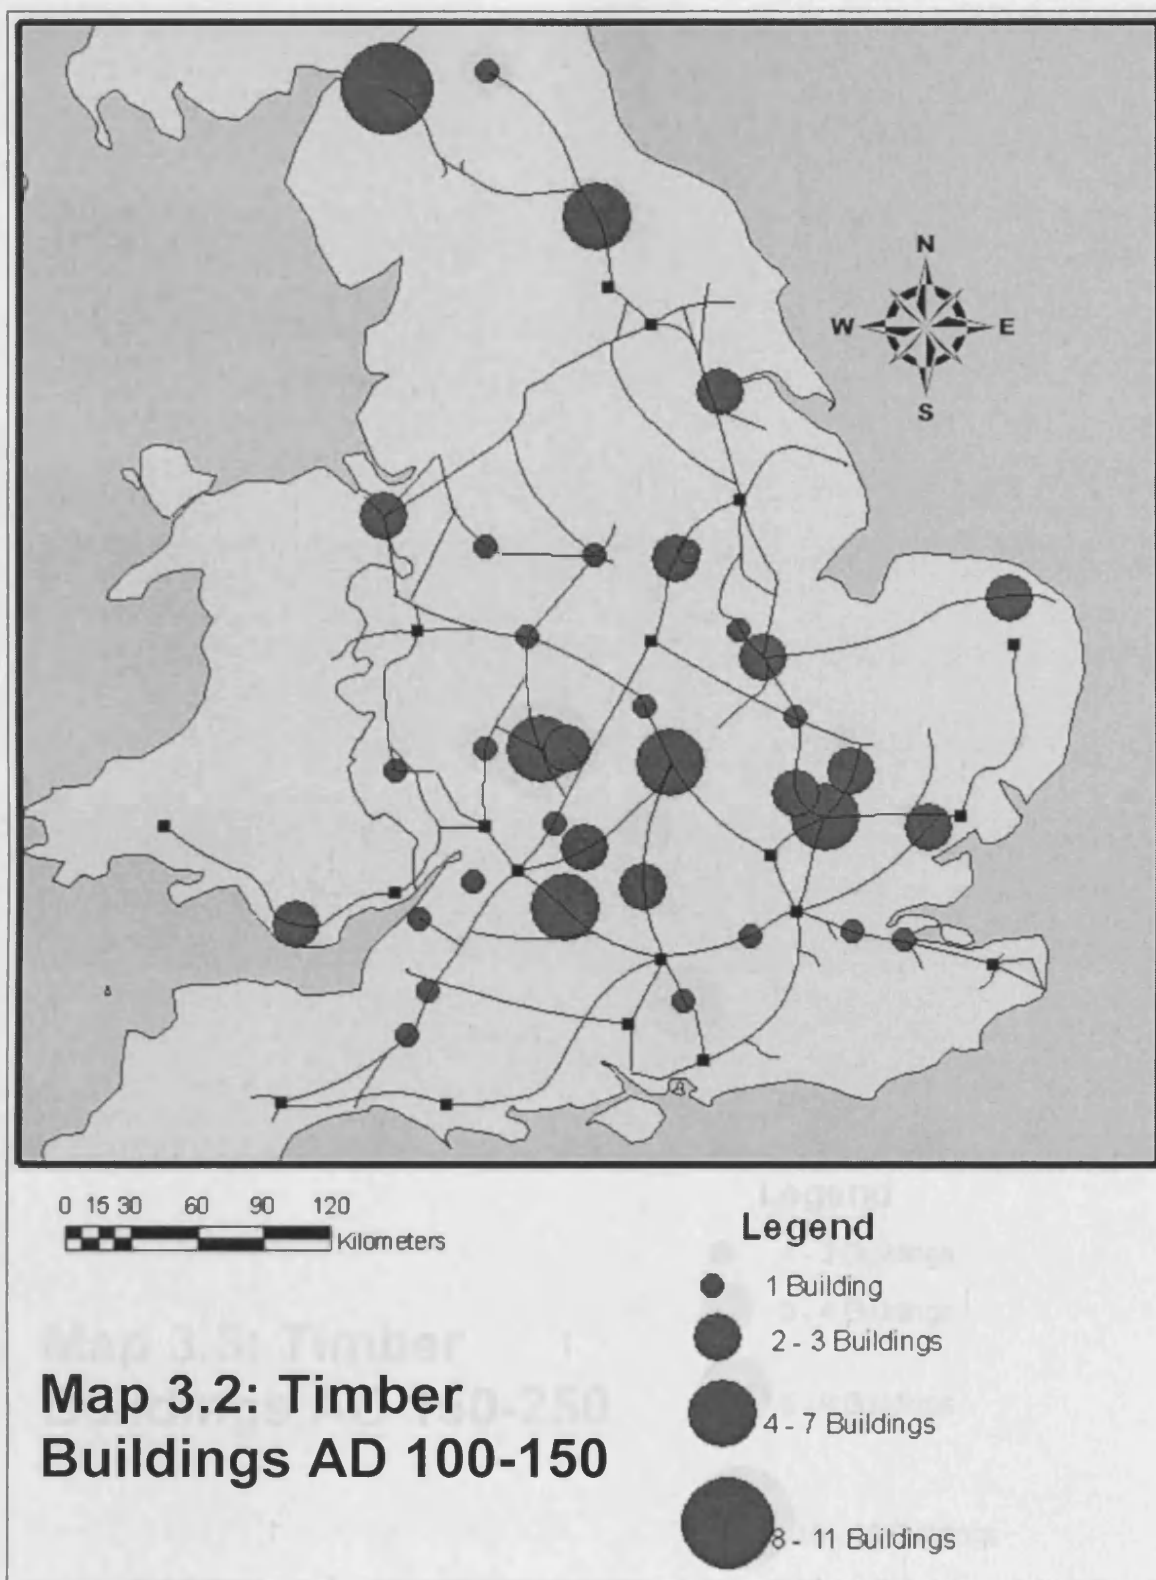 N
W E
S
0 15 30 60 90 120
Kilometers
Legend
1 Building
2 - 3 Buildings
4 - 7 Buildings
8 - 11 Buildings
Map 3.2: Timber
Buildings AD 100-150